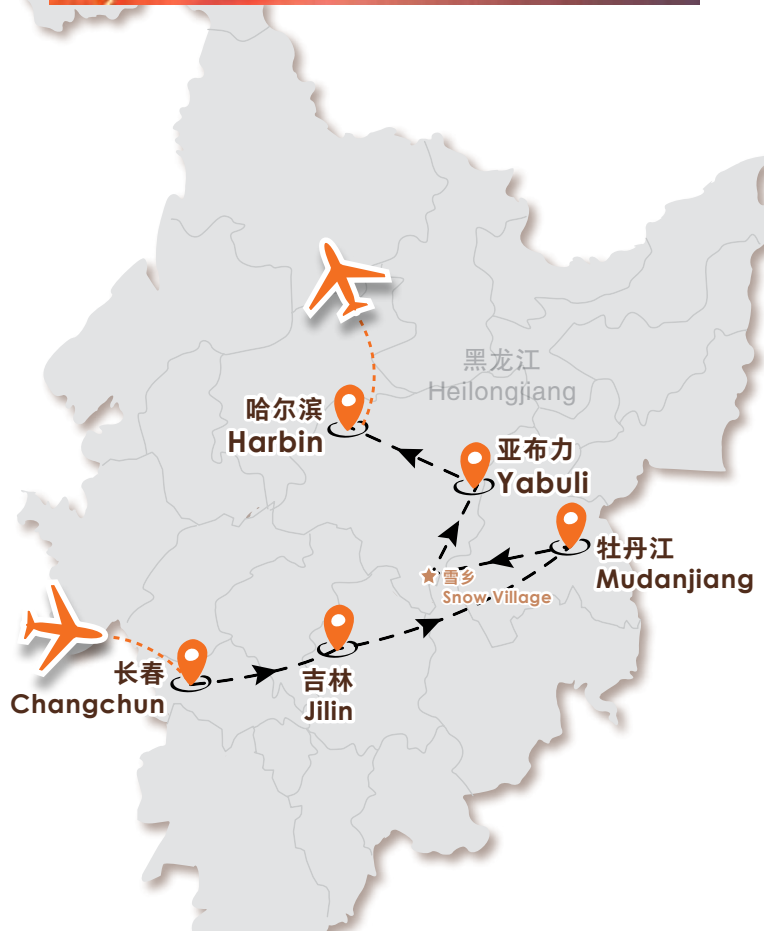 黑龙江
Heilongjiang
哈尔滨
Harbin
亚布力
Yabuli
牡丹江
Mudanjiang
雪乡
Snow Village
长春
Changchun
吉林
Jilin